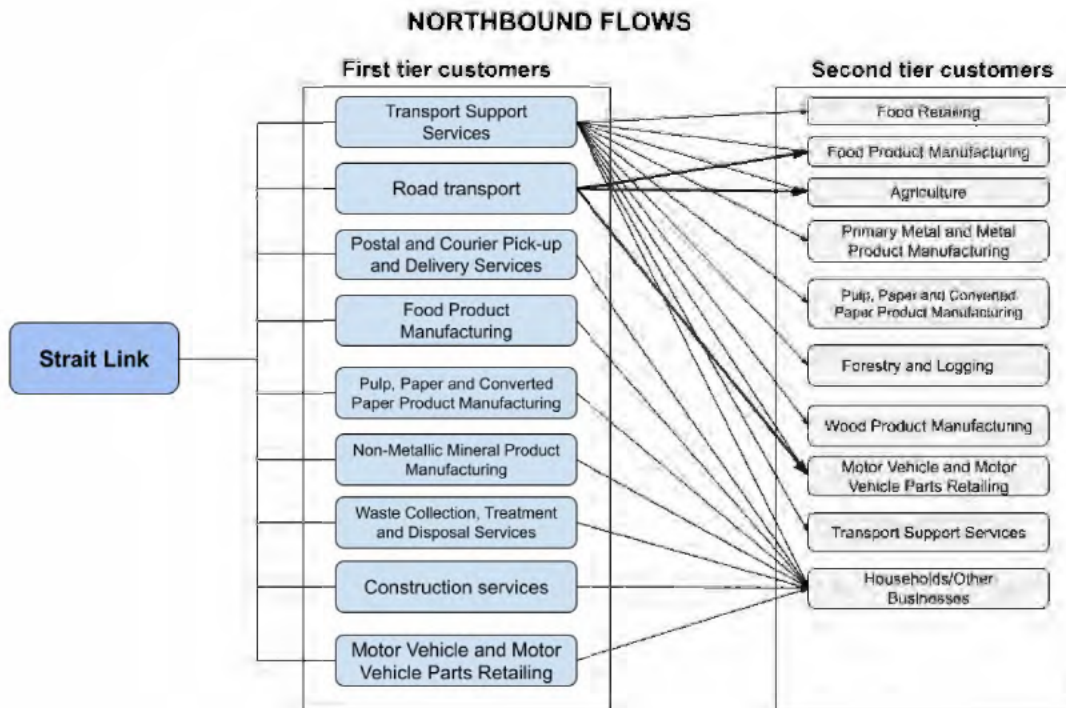 NORTHBOUND FLOWS
First tier customers
Second tier customers
Strait Link
Transport Support
Services
Road transport
Postal and Courier Pick-up
and Delivery Services
Food Product
Manufacturing
Pulp, Paper and Converted
Paper Product Manufacturing
Non-Metallic Mineral Product
Manufacturing
Waste Collection, Treatment
and Disposal Services
Construction services
Motor Vehicle and Motor
Vehicle Parts Retailing
Food Retailing
Food Product Manufacturing
Agriculture
Primary Metal and Metal
Product Manufacturing
Pulp, Paper and Converted
Paper Product Manufacturing
Forestry and Logging
Wood Product Manufacturing
Motor Vehicle and Motor
Vehicle Parts Retailing
Transport Support Services
Households/Other
Businesses